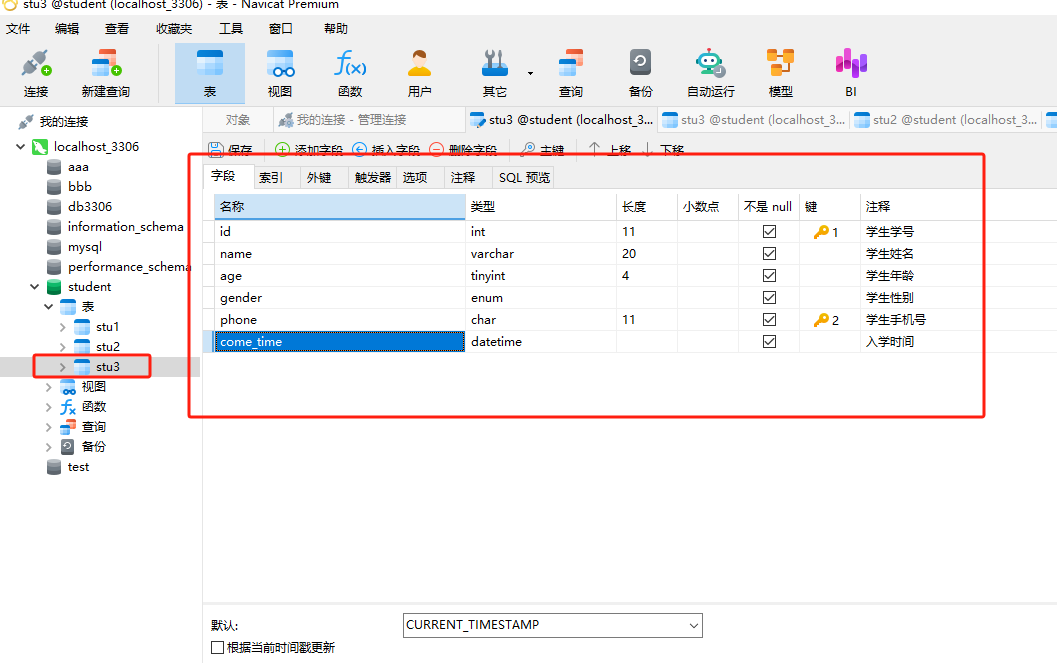 stu3 @student (localhost_3306) - 表 - Navicat Premium
文件 编辑 查看 收藏夹 工具 窗口 帮助
连接 新建查询 表 视图 函数 用户 其它 查询 备份 自动运行 模型 BI
我的连接
对象 我的连接 - 管理连接 stu3 @student (localhost_3... stu3 @student (localhost_3... stu2 @student (localhost_3...
localhost_3306
保存 添加字段 插入字段 删除字段 主键 上移 下移
aaa
字段 索引 外键 触发器 选项 注释 SQL 预览
bbb
db3306
名称 类型 长度 小数点 不是 null 键 注释
information_schema
id int 11 1 学生学号
mysql
name varchar 20 学生姓名
performance_schema
age tinyint 4 学生年龄
student
gender enum 学生性别
表
phone char 11 2 学生手机号
stu1
come_time datetime 入学时间
stu2
stu3
视图
函数
查询
备份
test
默认: CURRENT_TIMESTAMP
根据当前时间戳更新